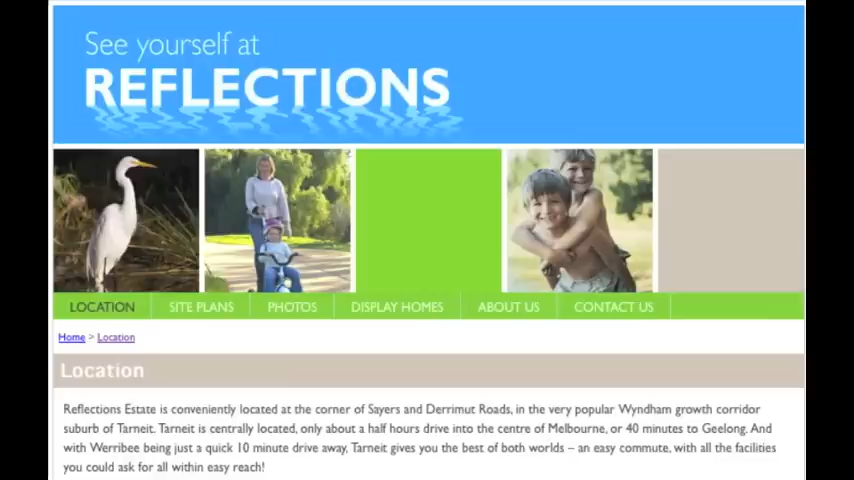 See yourself at
REFLECTIONS
LOCATION SITE PLANS PHOTOS DISPLAY HOMES ABOUT US CONTACT US
Home > Location
Location
Reflections Estate is conveniently located at the corner of Sayers and Derrimut Roads, in the very popular Wyndham growth corridor
suburb of Tarneit. Tarneit is centrally located, only about a half hours drive into the centre of Melbourne, or 40 minutes to Geelong. And
with Werribee being just a quick 10 minute drive away, Tarneit gives you the best of both worlds – an easy commute, with all the facilities
you could ask for all within easy reach!